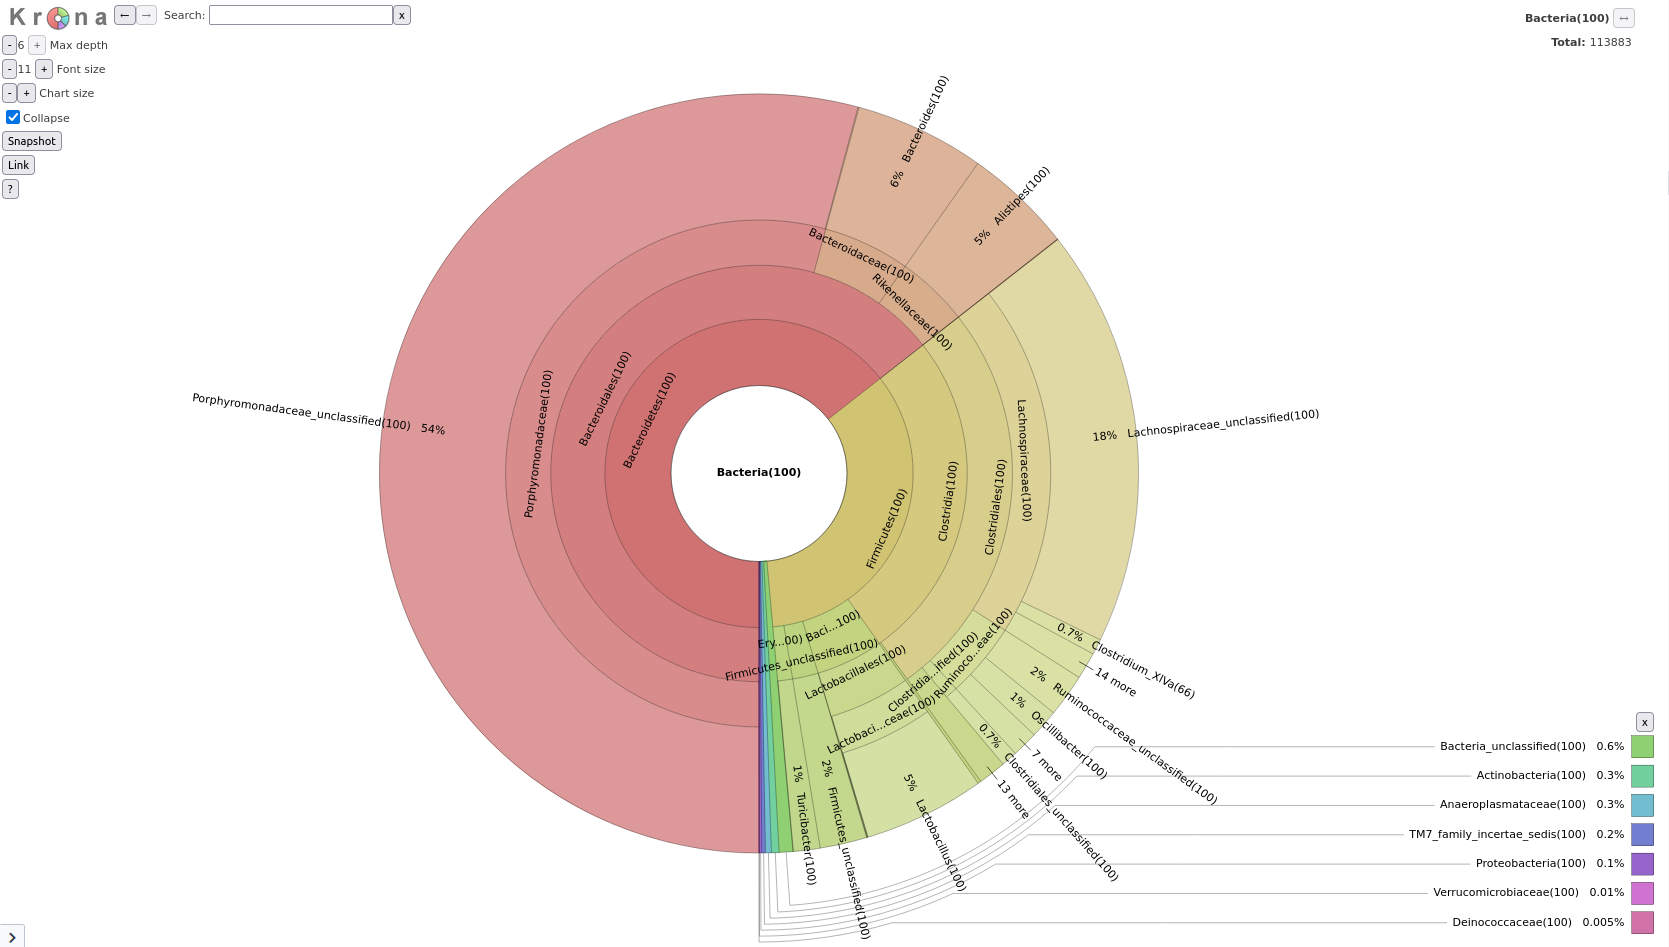 Krona
←
→
Search:
x
Bacteria(100)
↔
Total: 113883
-
6
+
Max depth
-
11
+
Font size
-
+
Chart size
Collapse
Snapshot
Link
?
Bacteria(100)
Bacteroidetes(100)
Bacteroidales(100)
Porphyromonadaceae(100)
Porphyromonadaceae_unclassified(100) 54%
6% Bacteroides(100)
Bacteroidaceae(100)
5% Alistipes(100)
Rikenellaceae(100)
Firmicutes(100)
Clostridia(100)
Clostridiales(100)
Lachnospiraceae(100)
18% Lachnospiraceae_unclassified(100)
0.7% Clostridium_XIVa(66)
14 more
Ruminoco...eae(100)
2% Ruminococcaceae_unclassified(100)
1% Oscillibacter(100)
7 more
Clostridia...ified(100)
0.7% Clostridiales_unclassified(100)
13 more
Baci...100)
Lactobacillales(100)
Lactobaci...ceae(100)
5% Lactobacillus(100)
Firmicutes_unclassified(100)
2% Firmicutes_unclassified(100)
Ery...00)
1% Turicibacter(100)
x
Bacteria_unclassified(100) 0.6%
Actinobacteria(100) 0.3%
Anaeroplasmataceae(100) 0.3%
TM7_family_incertae_sedis(100) 0.2%
Proteobacteria(100) 0.1%
Verrucomicrobiaceae(100) 0.01%
Deinococcaceae(100) 0.005%